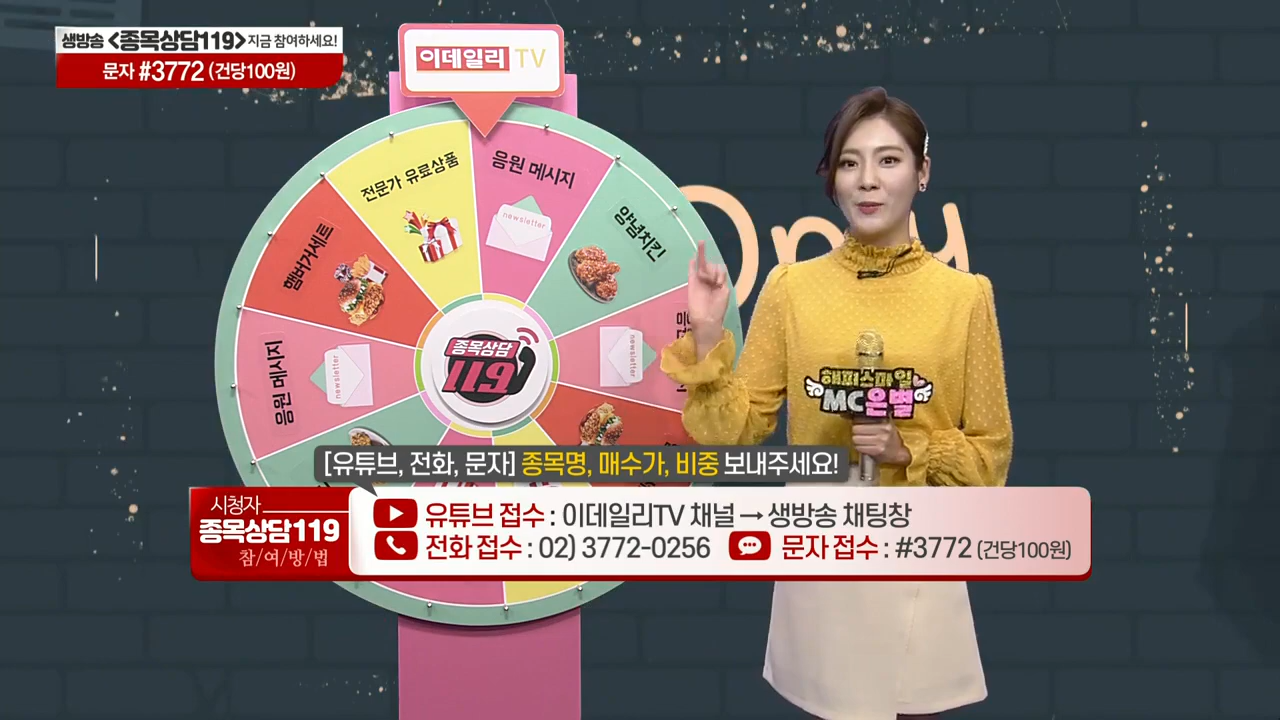 생방송 <종목상담119> 지금 참여하세요!
문자 #3772 (건당100원)
이데일리 TV
전문가 유료상품
응원 메시지
newsletter
양념치킨
햄버거세트
응원 메시지
newsletter
newsletter
종목상담
119
Only
해피스마일
MC은별
[유튜브, 전화, 문자] 종목명, 매수가, 비중 보내주세요!
시청자
종목상담119
참/여/방/법
유튜브 접수 : 이데일리TV 채널 → 생방송 채팅창
전화 접수 : 02) 3772-0256 문자 접수 : #3772 (건당100원)